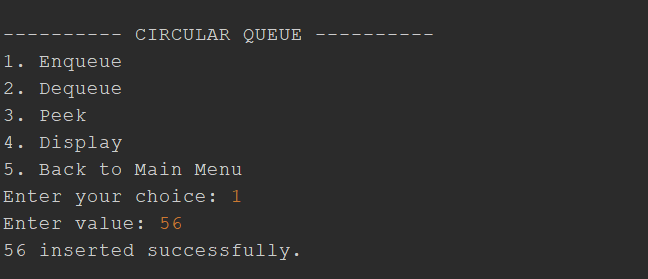 ---------- CIRCULAR QUEUE ----------
1. Enqueue
2. Dequeue
3. Peek
4. Display
5. Back to Main Menu
Enter your choice: 1
Enter value: 56
56 inserted successfully.